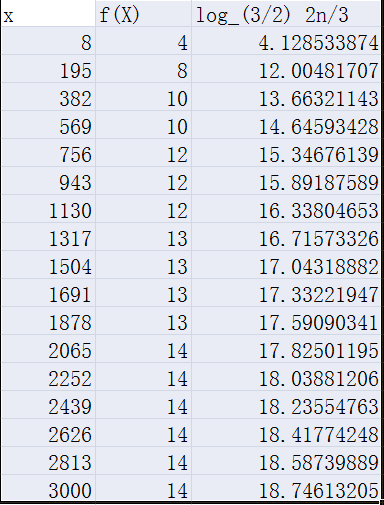 x f(X) log_(3/2) 2n/3
8 4 4.128533874
195 8 12.00481707
382 10 13.66321143
569 10 14.64593428
756 12 15.34676139
943 12 15.89187589
1130 12 16.33804653
1317 13 16.71573326
1504 13 17.04318882
1691 13 17.33221947
1878 13 17.59090341
2065 14 17.82501195
2252 14 18.03881206
2439 14 18.23554763
2626 14 18.41774248
2813 14 18.58739889
3000 14 18.74613205